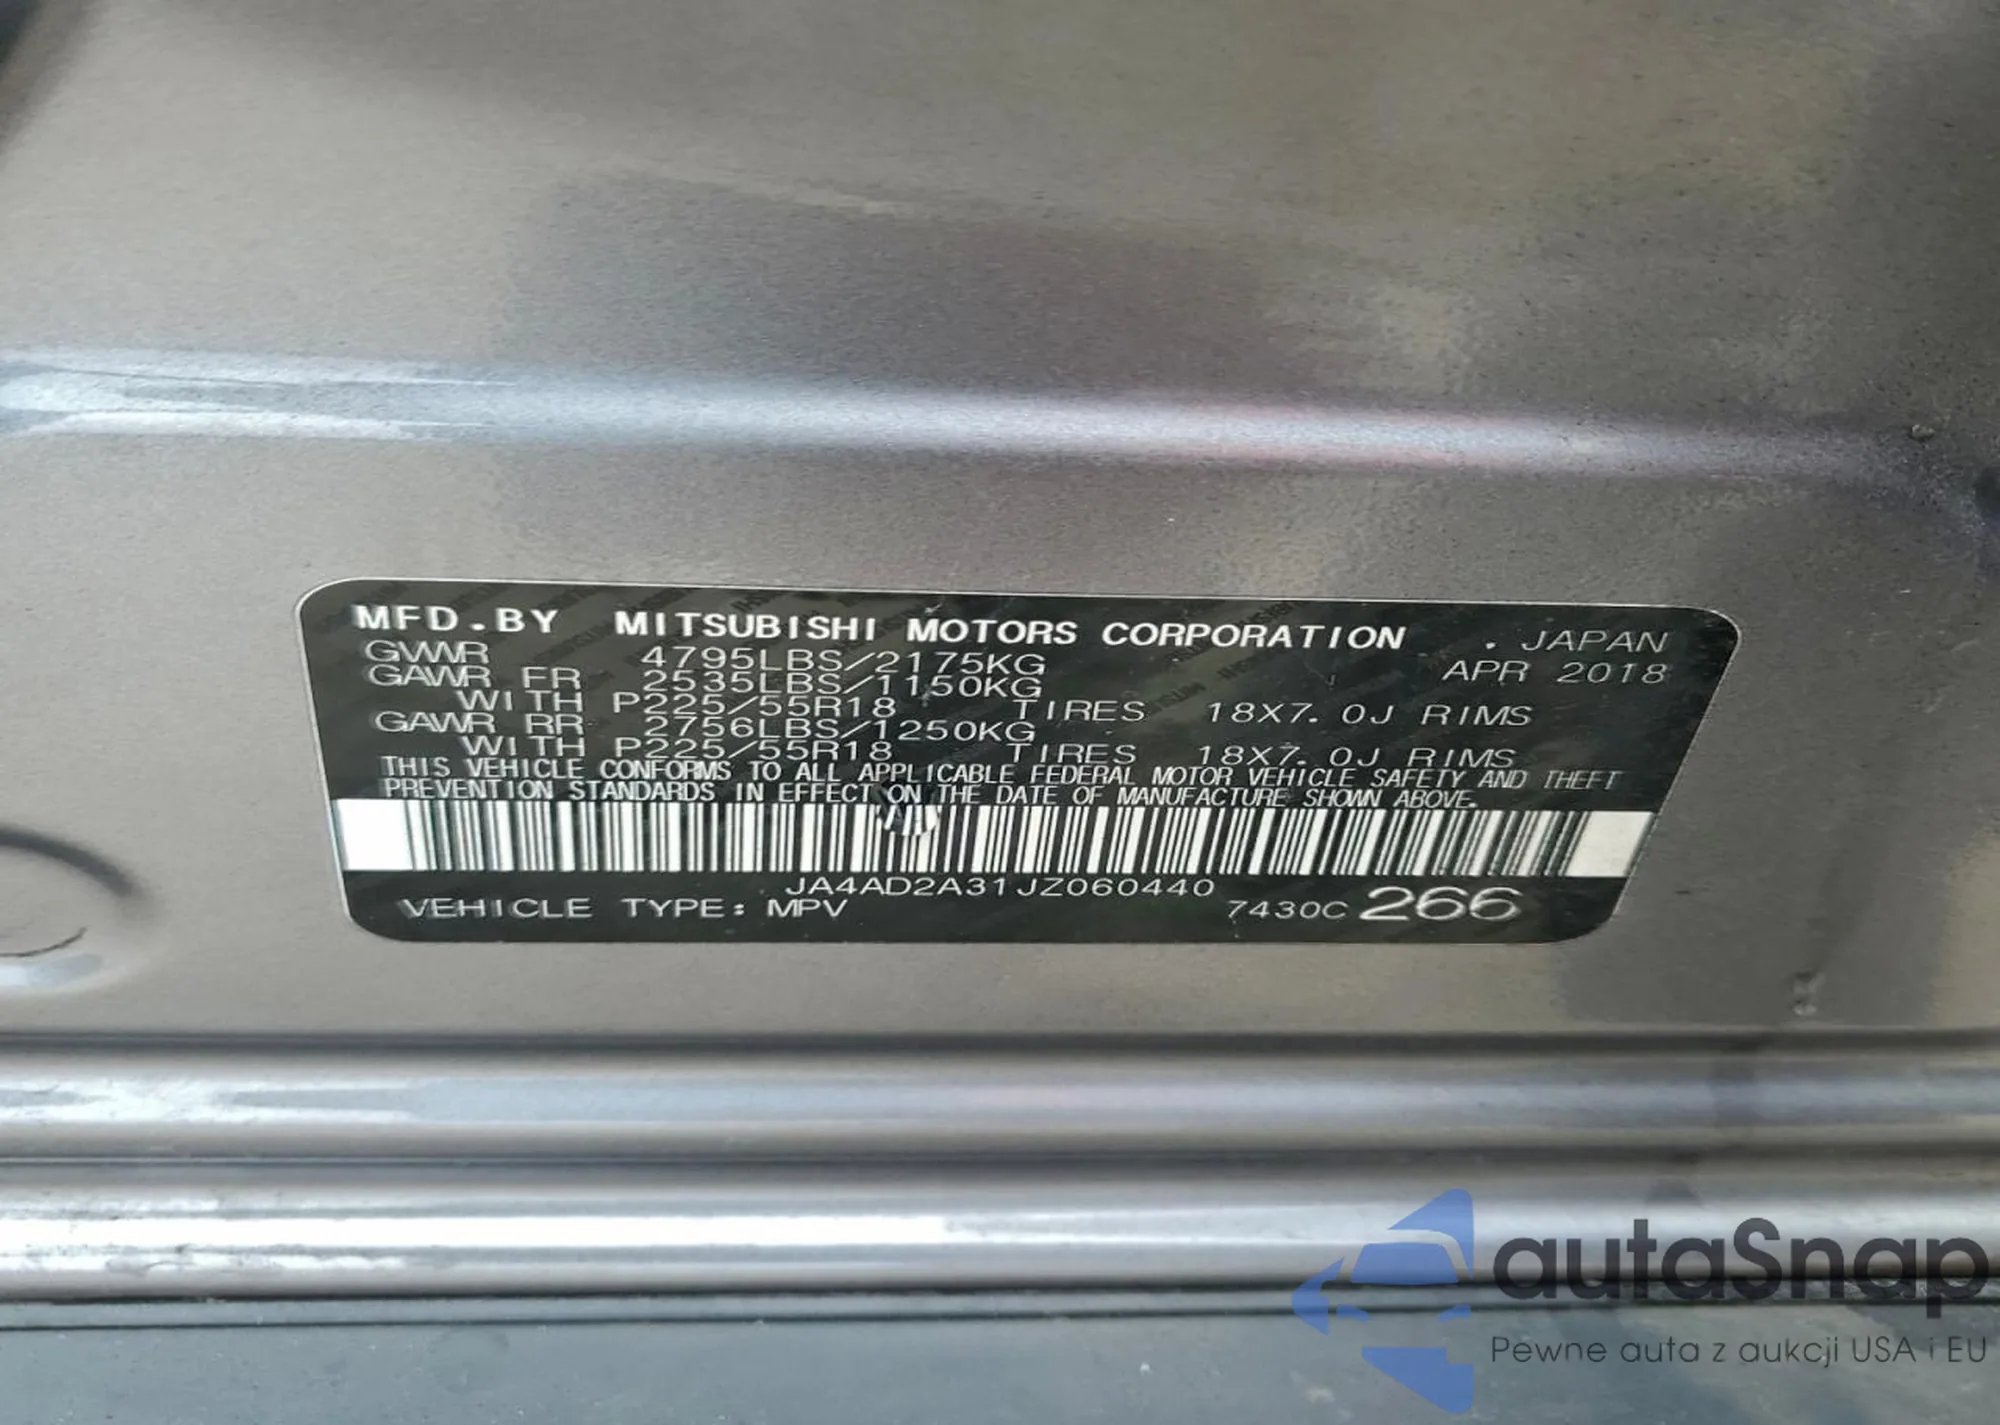 MFD.BY MITSUBISHI MOTORS CORPORATION . JAPAN
GVWR 4795LBS/2175KG APR 2018
GAWR FR 2535LBS/1150KG
WITH P225/55R18 TIRES 18X7.0J RIMS
GAWR RR 2756LBS/1250KG
WITH P225/55R18 TIRES 18X7.0J RIMS
THIS VEHICLE CONFORMS TO ALL APPLICABLE FEDERAL MOTOR VEHICLE SAFETY AND THEFT
PREVENTION STANDARDS IN EFFECT ON THE DATE OF MANUFACTURE SHOWN ABOVE.
JA4AD2A31JZ060440
VEHICLE TYPE: MPV 7430C 266
autaSnap
Pewne auta z aukcji USA i EU